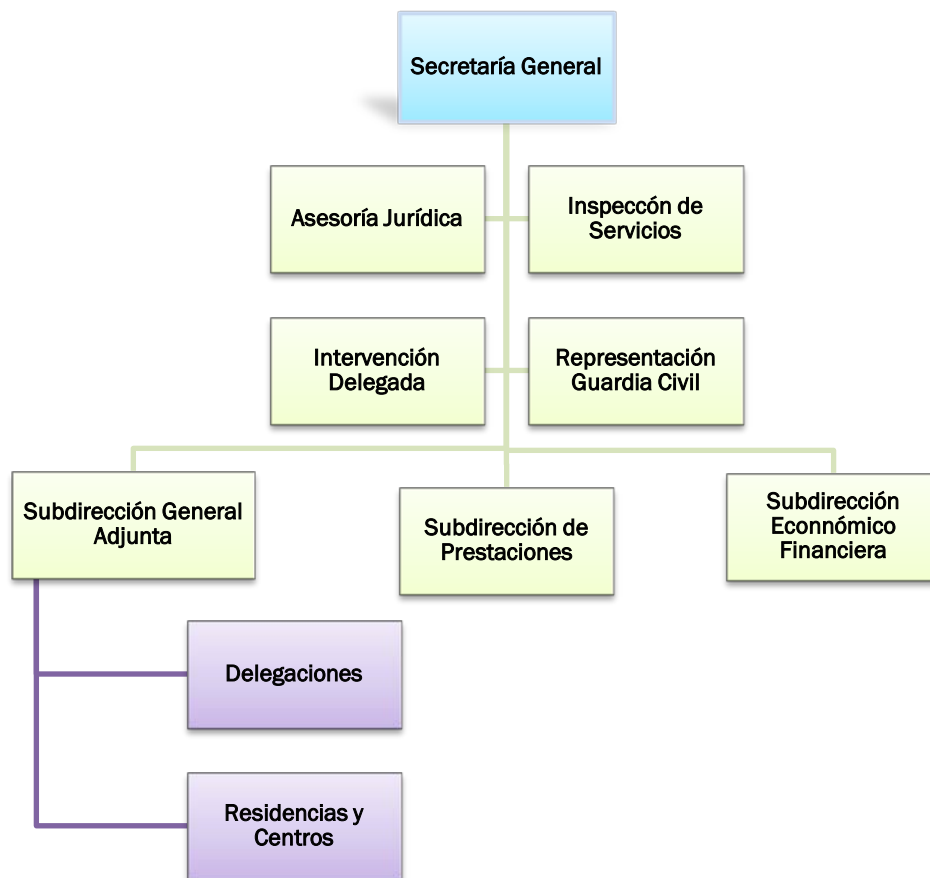 Secretaría General
Asesoría Jurídica
Inspeccón de
Servicios
Intervención
Delegada
Representación
Guardia Civil
Subdirección General
Adjunta
Subdirección de
Prestaciones
Subdirección
Econnómico
Financiera
Delegaciones
Residencias y
Centros